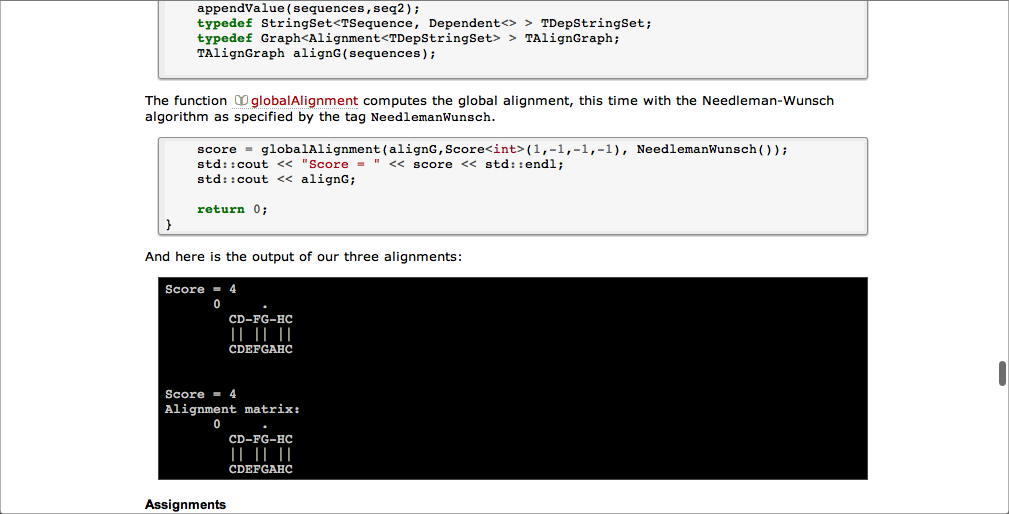 appendValue(sequences,seq2);
typedef StringSet<TSequence, Dependent<> > TDepStringSet;
typedef Graph<Alignment<TDepStringSet> > TAlignGraph;
TAlignGraph alignG(sequences);
The function globalAlignment computes the global alignment, this time with the Needleman-Wunsch
algorithm as specified by the tag NeedlemanWunsch.
score = globalAlignment(alignG,Score<int>(1,-1,-1,-1), NeedlemanWunsch());
std::cout << "Score = " << score << std::endl;
std::cout << alignG;
return 0;
}
And here is the output of our three alignments:
Score = 4
0     .
CD-FG-HC
|| || ||
CDEFGAHC
Score = 4
Alignment matrix:
0     .
CD-FG-HC
|| || ||
CDEFGAHC
Assignments